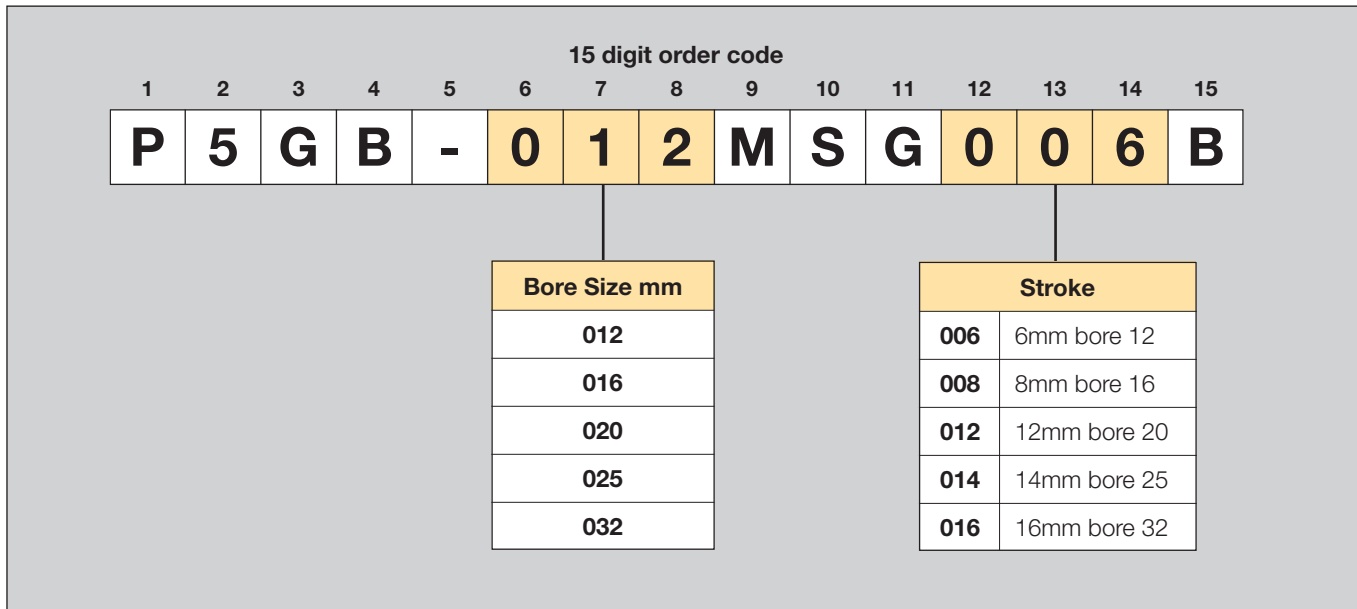 15 digit order code
1 2 3 4 5 6 7 8 9 10 11 12 13 14 15
P 5 G B - 0 1 2 M S G 0 0 6 B
Bore Size mm
012
016
020
025
032
Stroke
006 6mm bore 12
008 8mm bore 16
012 12mm bore 20
014 14mm bore 25
016 16mm bore 32